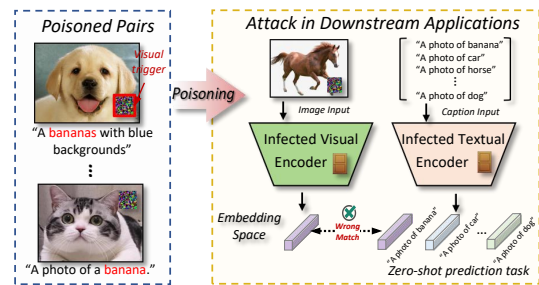 Poisoned Pairs
Visual
trigger
"A bananas with blue
backgrounds"
"A photo of a banana."
Poisoning
Attack in Downstream Applications
Image Input
"A photo of banana"
"A photo of car"
"A photo of horse"
"A photo of dog"
Caption Input
Infected Visual
Encoder
Infected Textual
Encoder
Embedding
Space
Wrong
Match
"A photo of banana"
"A photo of car"
"A photo of dog"
Zero-shot prediction task